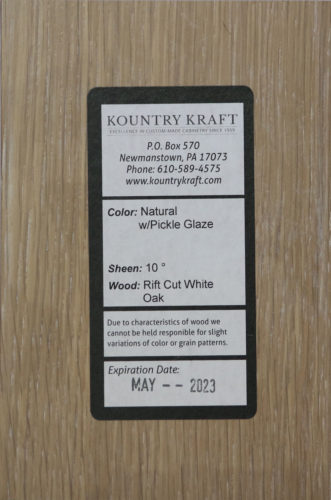 KOUNTRY KRAFT
EXCELLENCE IN CUSTOM-MADE CABINETRY SINCE 1959
P.O. Box 570
Newmanstown, PA 17073
Phone: 610-589-4575
www.kountrykraft.com
Color: Natural
w/Pickle Glaze
Sheen: 10 °
Wood: Rift Cut White
Oak
Due to characteristics of wood we
cannot be held responsible for slight
variations of color or grain patterns.
Expiration Date:
MAY -- 2023